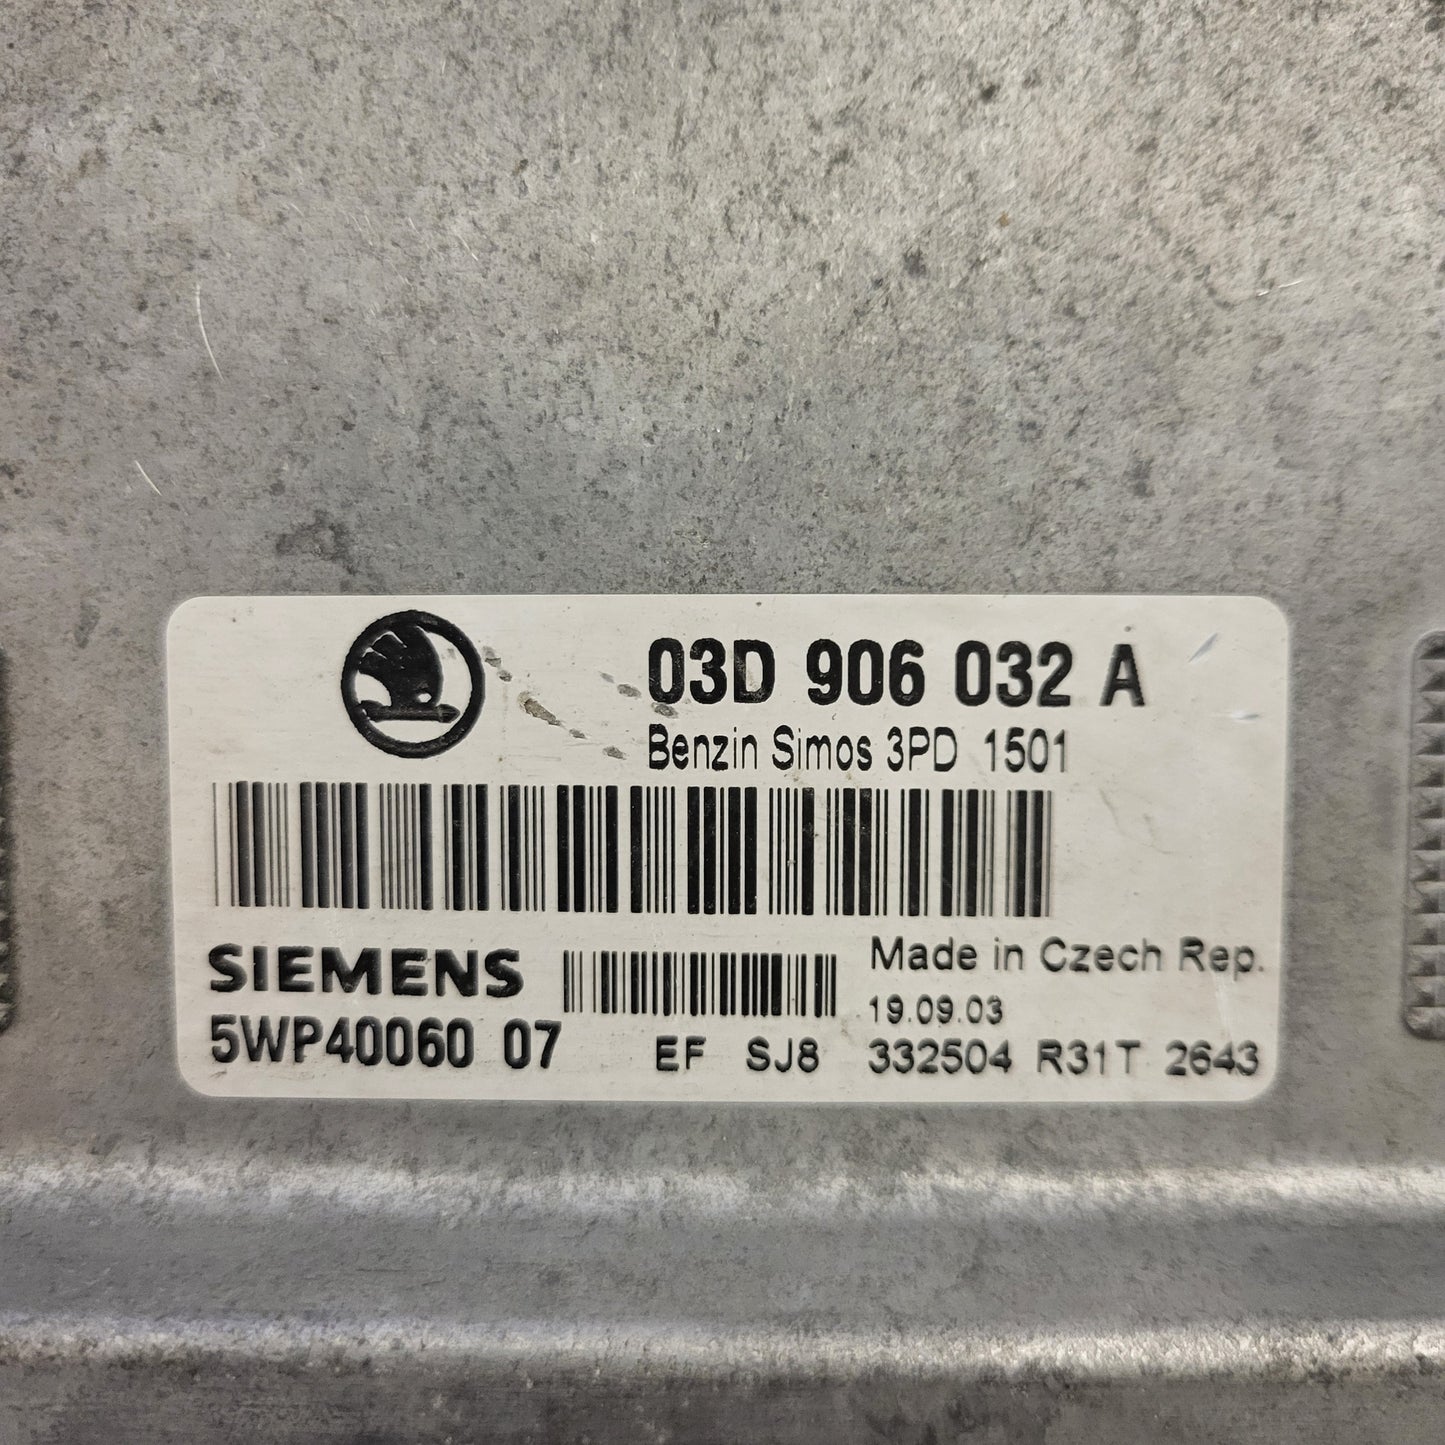 03D 906 032 A
Benzin Simos 3PD 1501
SIEMENS
Made in Czech Rep.
19.09.03
5WP40060 07
EF SJ8 332504 R31T 2643